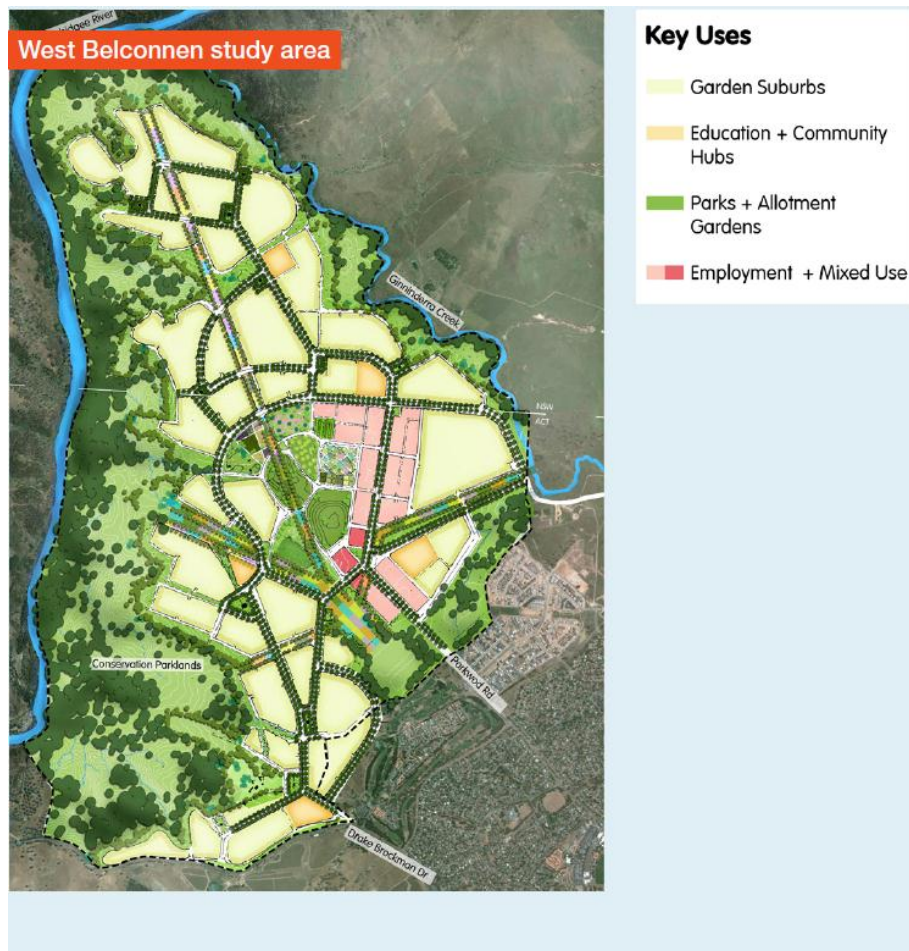 West Belconnen study area
Key Uses
Garden Suburbs
Education + Community
Hubs
Parks + Allotment
Gardens
Employment + Mixed Use
Ginninderra Creek
NSW
ACT
Conservation Parklands
Parkwod Rd
Drake Brockman Dr